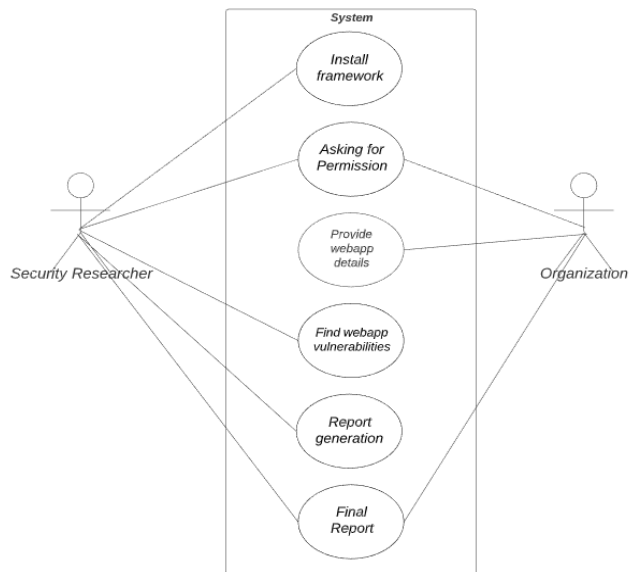 System
Install
framework
Asking for
Permission
Provide
webapp
details
Security Researcher
Organization
Find webapp
vulnerabilities
Report
generation
Final
Report